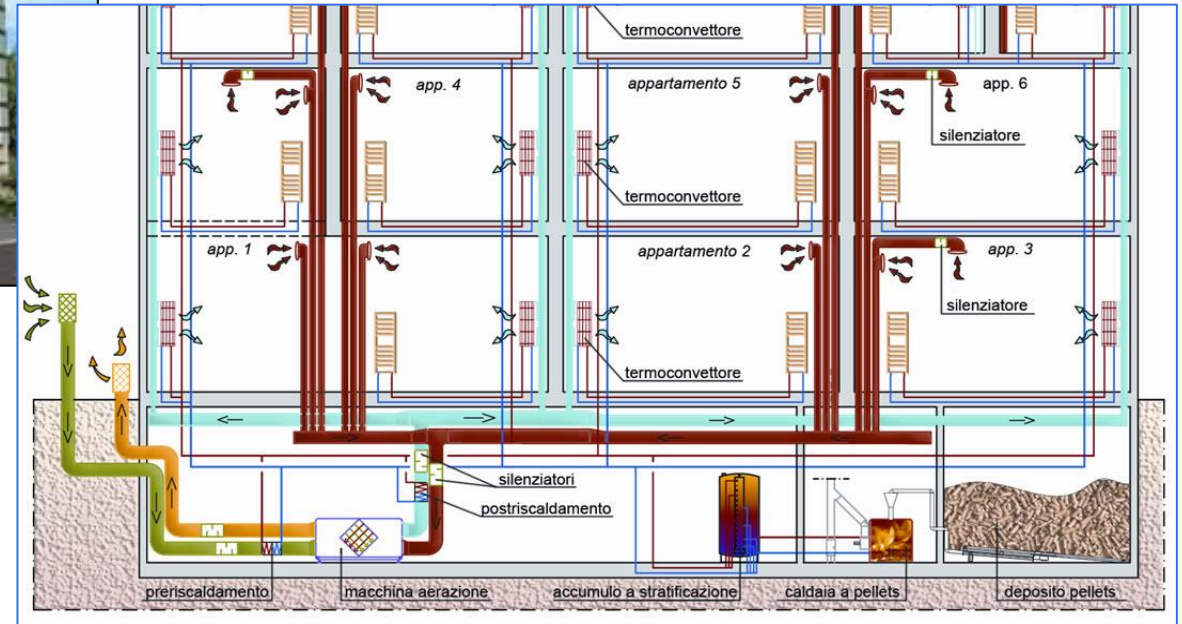 termoconvettore
app. 4
appartamento 5
app. 6
silenziatore
termoconvettore
app. 1
appartamento 2
app. 3
silenziatore
termoconvettore
silenziatori
postriscaldamento
preriscaldamento
macchina aerazione
accumulo a stratificazione
caldaia a pellets
deposito pellets